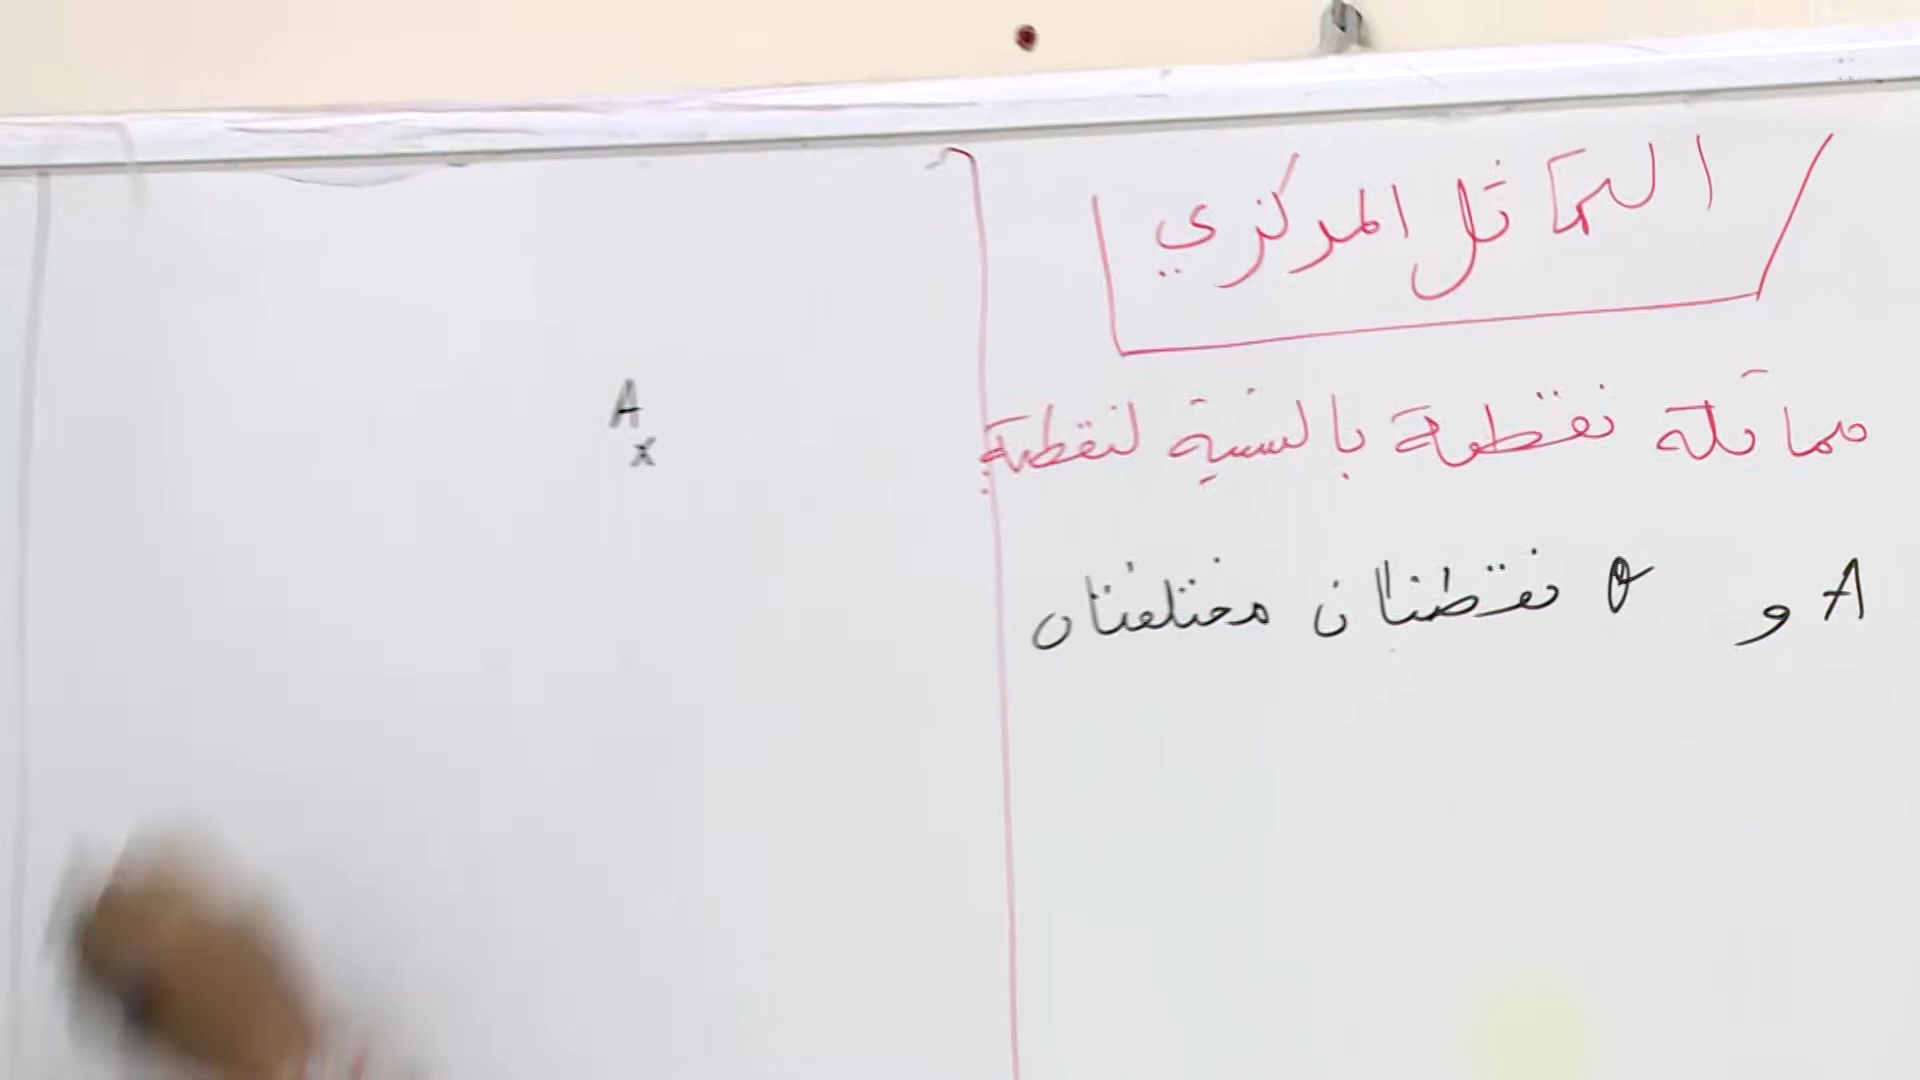 التماثل المركزي
مماثلة نقطة بالنسبة لنقطة:
A و O نقطتان مختلفتان
A
x